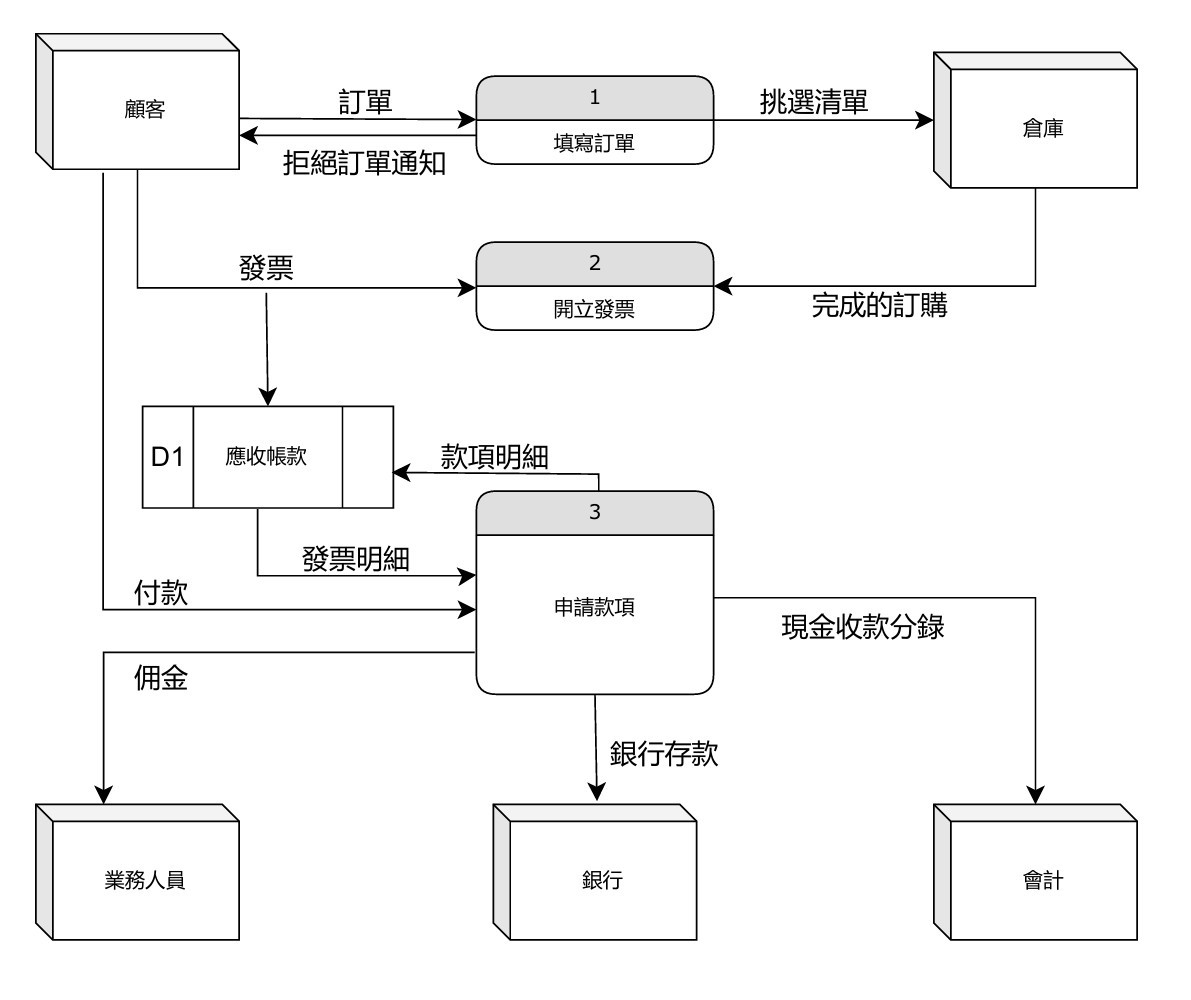 顧客
訂單
1
填寫訂單
挑選清單
倉庫
拒絕訂單通知
發票
2
開立發票
完成的訂購
D1
應收帳款
款項明細
3
發票明細
付款
申請款項
現金收款分錄
佣金
銀行存款
業務人員
銀行
會計